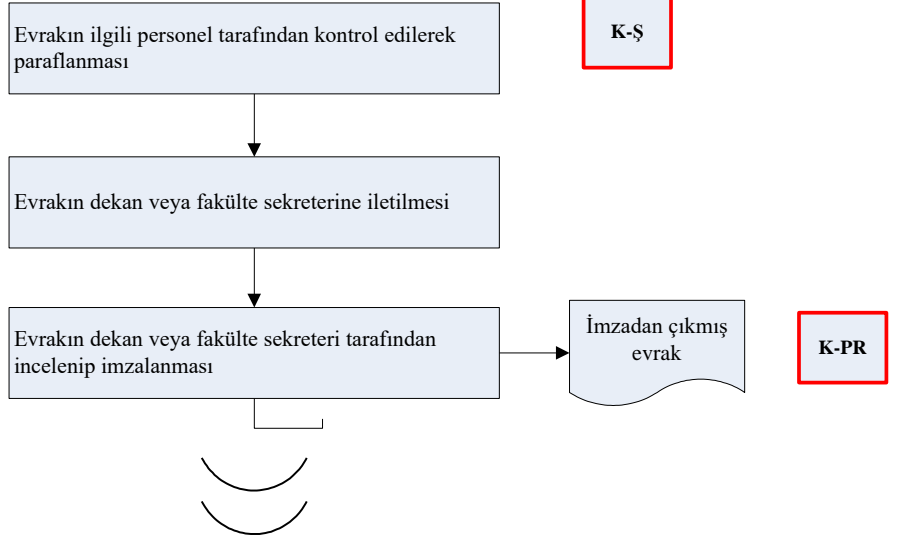 Evrakın ilgili personel tarafından kontrol edilerek
paraflanması
K-Ş
Evrakın dekan veya fakülte sekreterine iletilmesi
Evrakın dekan veya fakülte sekreteri tarafından
incelenip imzalanması
İmzadan çıkmış
evrak
K-PR